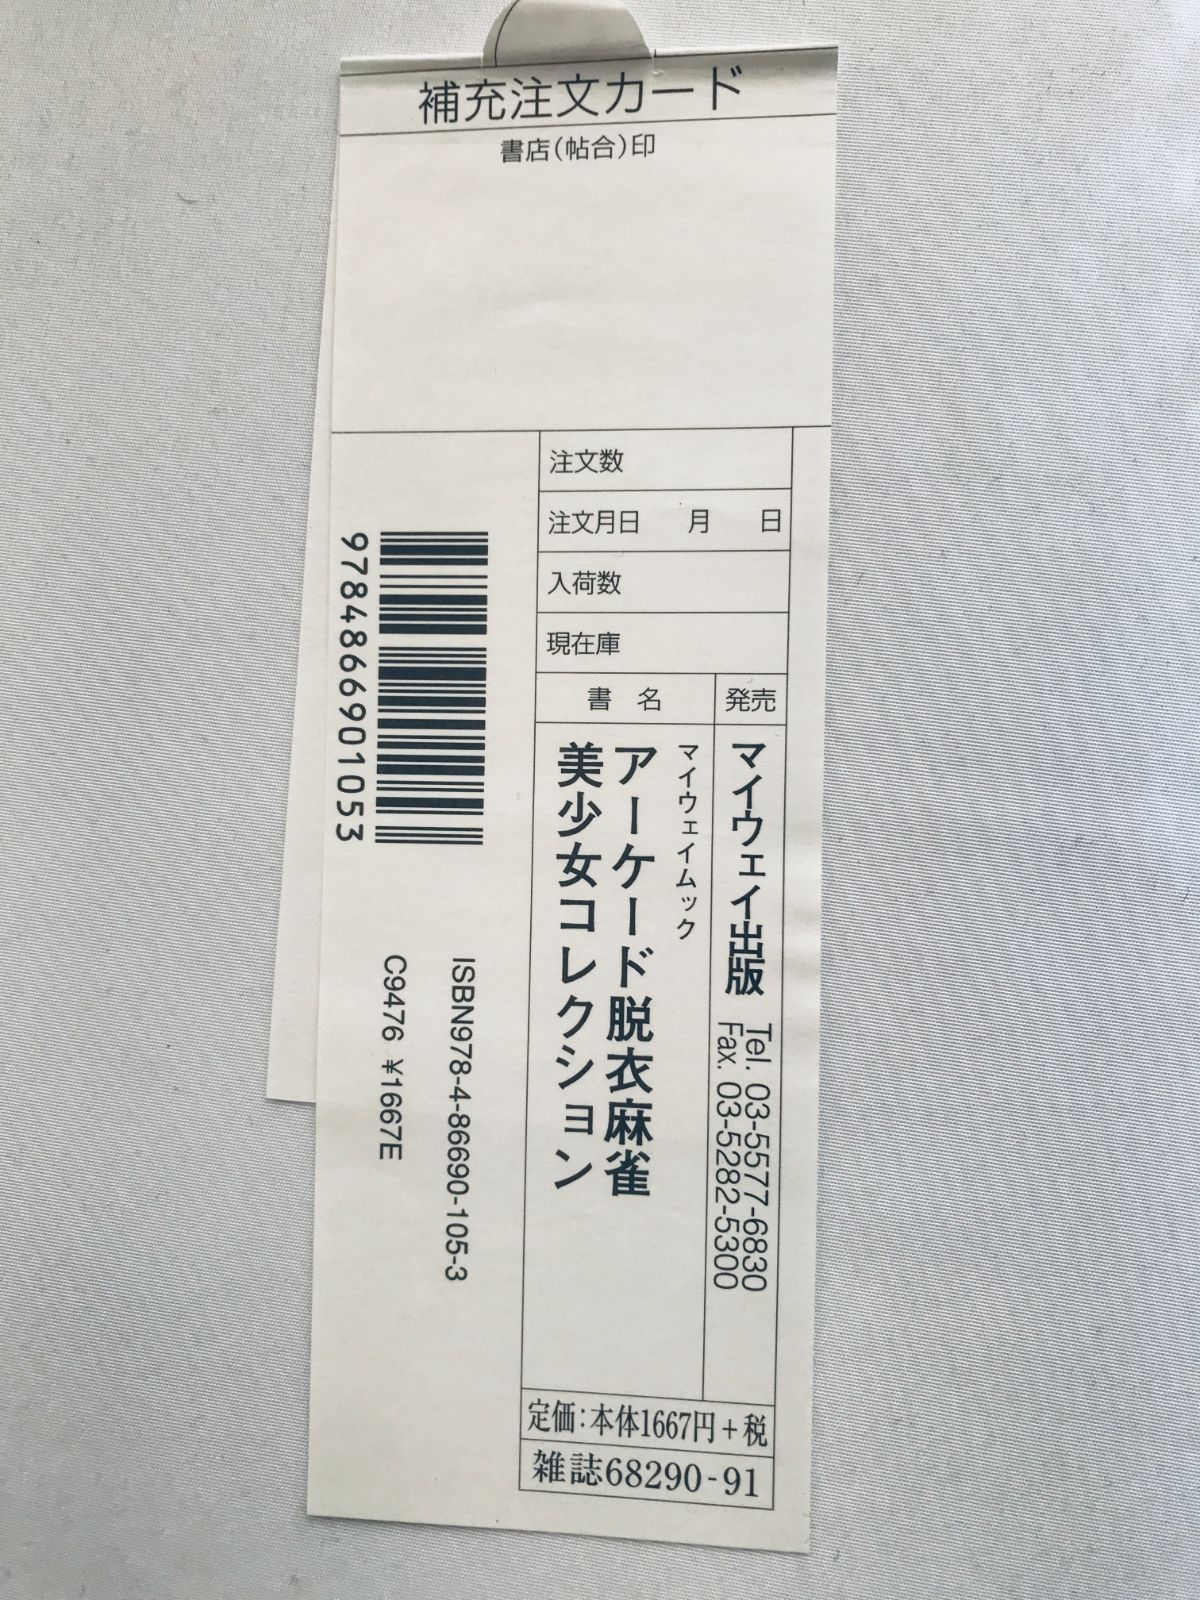 補充注文カード
書店(帖合)印
注文数
注文月日　月　日
入荷数
現在庫
書 名
発売
マイウェイ出版
Tel. 03-5577-6830
Fax. 03-5282-5300
マイウェイムック
アーケード脱衣麻雀
美少女コレクション
9784866901053
ISBN978-4-86690-105-3
C9476 ¥1667E
定価:本体1667円+税
雑誌68290-91